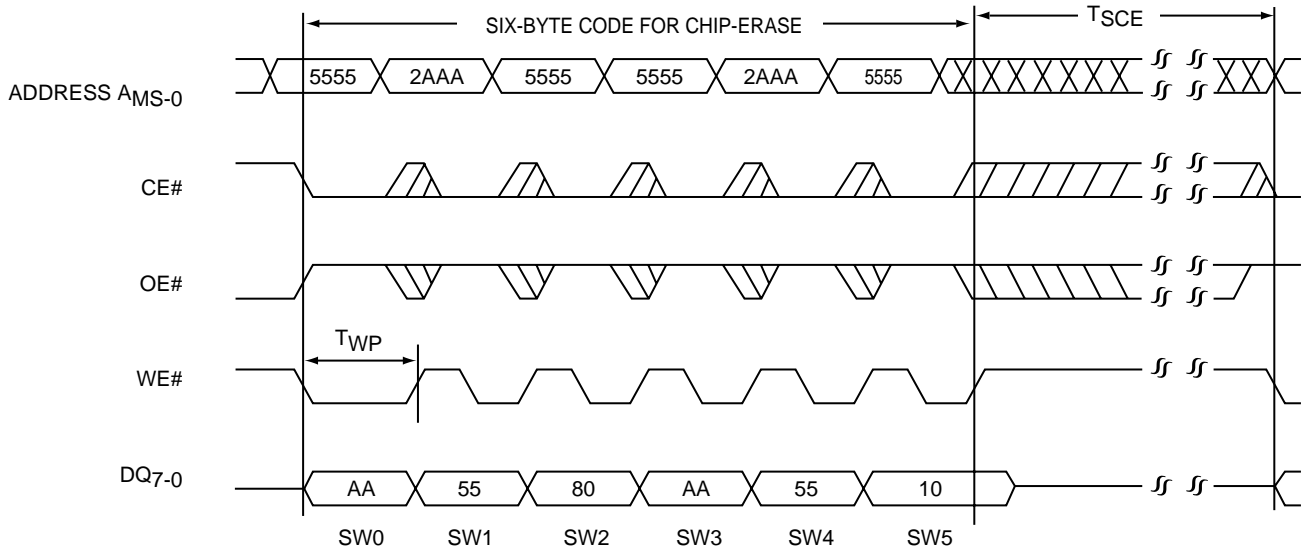 SIX-BYTE CODE FOR CHIP-ERASE TSCE
ADDRESS AMS-0 5555 2AAA 5555 5555 2AAA 5555
CE#
OE#
TWP
WE#
DQ7-0 AA 55 80 AA 55 10
SW0 SW1 SW2 SW3 SW4 SW5